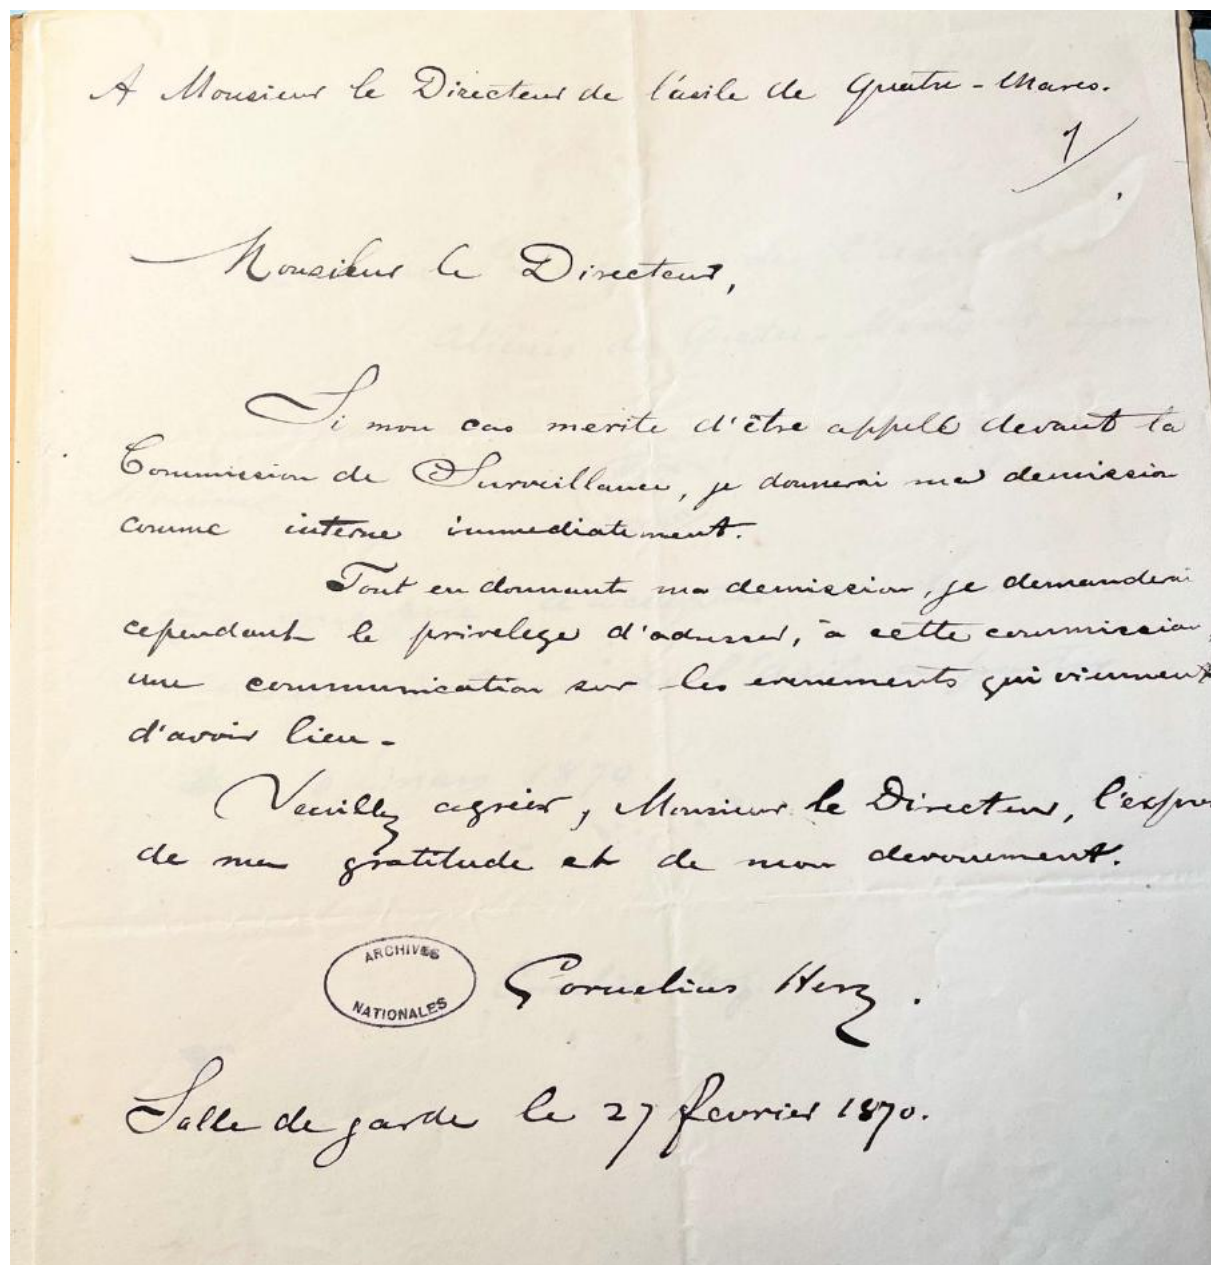 A Monsieur le Directeur de l'asile de Quatre-Mares.
1
Monsieur le Directeur,
Si mon cas merite d'être appelé devant la
Commission de Surveillance, je donnerai ma demission
comme interne immediatement.
Tout en donnant ma demission, je demanderai
cependant le privelege d'adresser, à cette commission,
une communication sur les evenements qui viennent
d'avoir lieu -
Veuillez agréer, Monsieur le Directeur, l'expres
de ma gratitude et de mon devouement.
ARCHIVES
NATIONALES
Cornelius Herz.
Salle de garde le 27 fevrier 1870.